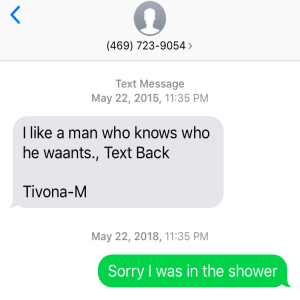 (469) 723-9054 >
Text Message
May 22, 2015, 11:35 PM
I like a man who knows who
he waants., Text Back
Tivona-M
May 22, 2018, 11:35 PM
Sorry I was in the shower